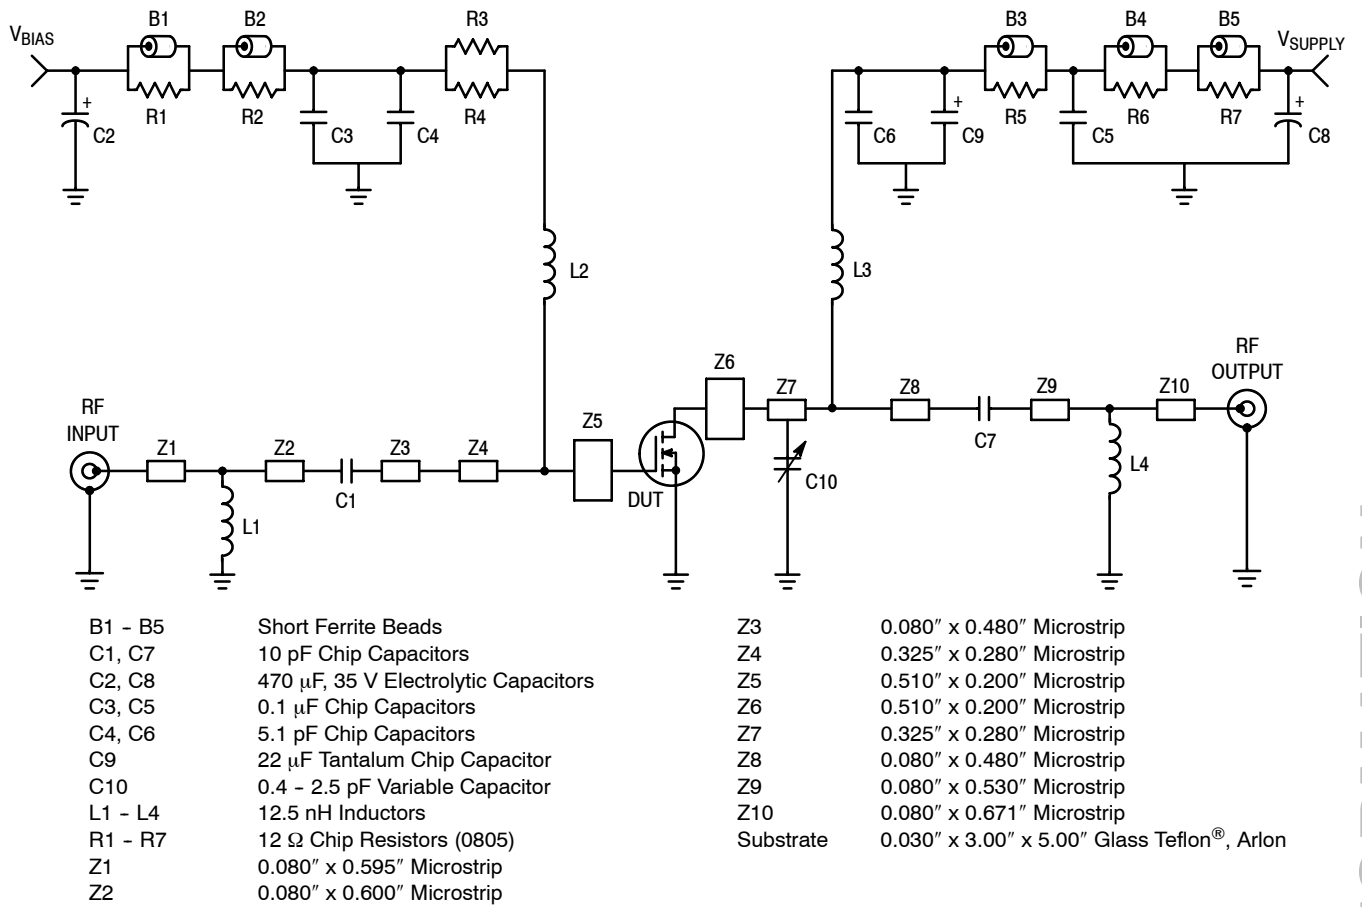 B1 B2 R3 B3 B4 B5
VBIAS VSUPPLY
+ + +
R1 R2 R4 R5 R6 R7
C2 C3 C4 C6 C9 C5 C8
L2 L3
Z6
RF
OUTPUT
Z7 Z8 Z9 Z10
RF
INPUT
Z5
C7
Z1 Z2 Z3 Z4
L4
C1 DUT C10
L1
B1 – B5 Short Ferrite Beads
C1, C7 10 pF Chip Capacitors
C2, C8 470 μF, 35 V Electrolytic Capacitors
C3, C5 0.1 μF Chip Capacitors
C4, C6 5.1 pF Chip Capacitors
C9 22 μF Tantalum Chip Capacitor
C10 0.4 – 2.5 pF Variable Capacitor
L1 – L4 12.5 nH Inductors
R1 – R7 12 Ω Chip Resistors (0805)
Z1 0.080″ x 0.595″ Microstrip
Z2 0.080″ x 0.600″ Microstrip
Z3 0.080″ x 0.480″ Microstrip
Z4 0.325″ x 0.280″ Microstrip
Z5 0.510″ x 0.200″ Microstrip
Z6 0.510″ x 0.200″ Microstrip
Z7 0.325″ x 0.280″ Microstrip
Z8 0.080″ x 0.480″ Microstrip
Z9 0.080″ x 0.530″ Microstrip
Z10 0.080″ x 0.671″ Microstrip
Substrate 0.030″ x 3.00″ x 5.00″ Glass Teflon®, Arlon